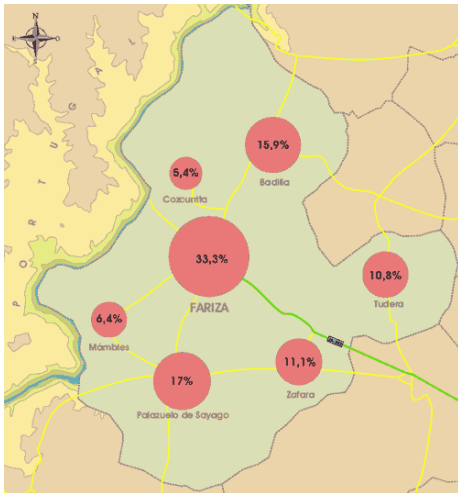 N
E
O
S
PORTUGAL
15,9%
Badilla
5,4%
Cozcurrita
33,3%
FARIZA
10,8%
Tudera
6,4%
Mámbles
11,1%
Zafara
17%
Palazuelo de Sayago